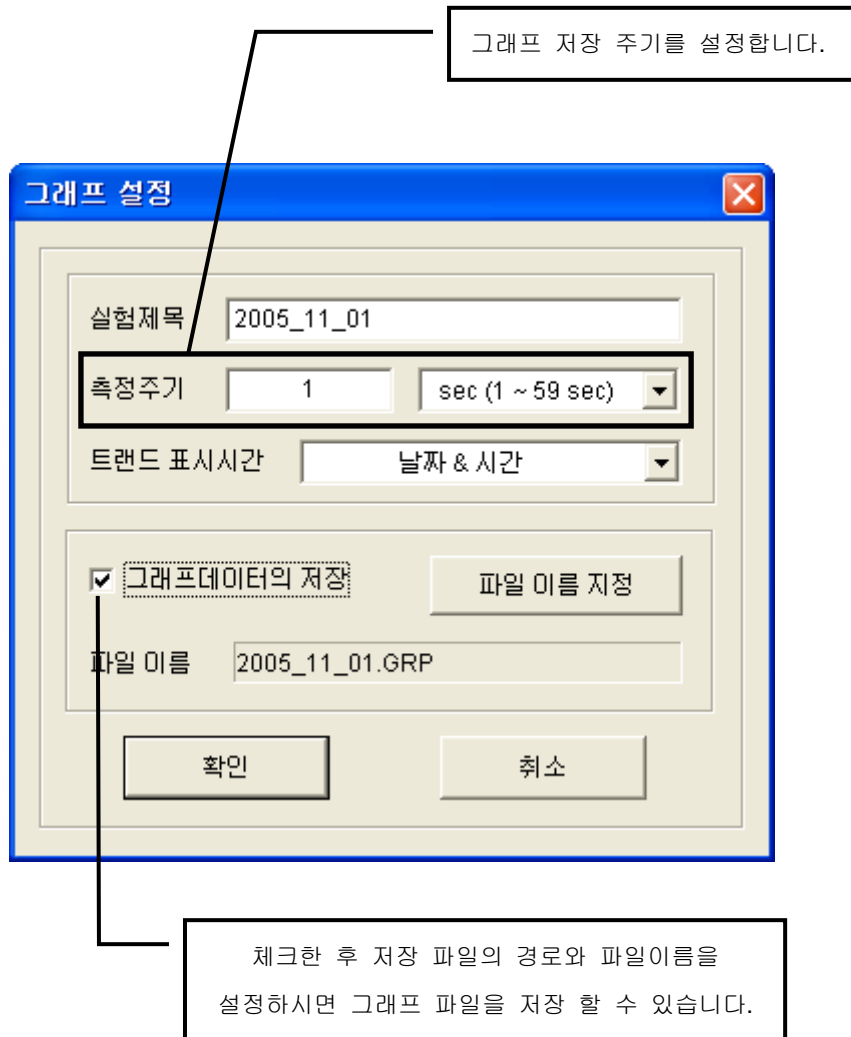 그래프 저장 주기를 설정합니다.
그래프 설정
실험제목 2005_11_01
측정주기 1 sec (1 ~ 59 sec)
트랜드 표시시간 날짜 & 시간
그래프데이터의 저장 파일 이름 지정
파일 이름 2005_11_01.GRP
확인 취소
체크한 후 저장 파일의 경로와 파일이름을
설정하시면 그래프 파일을 저장 할 수 있습니다.